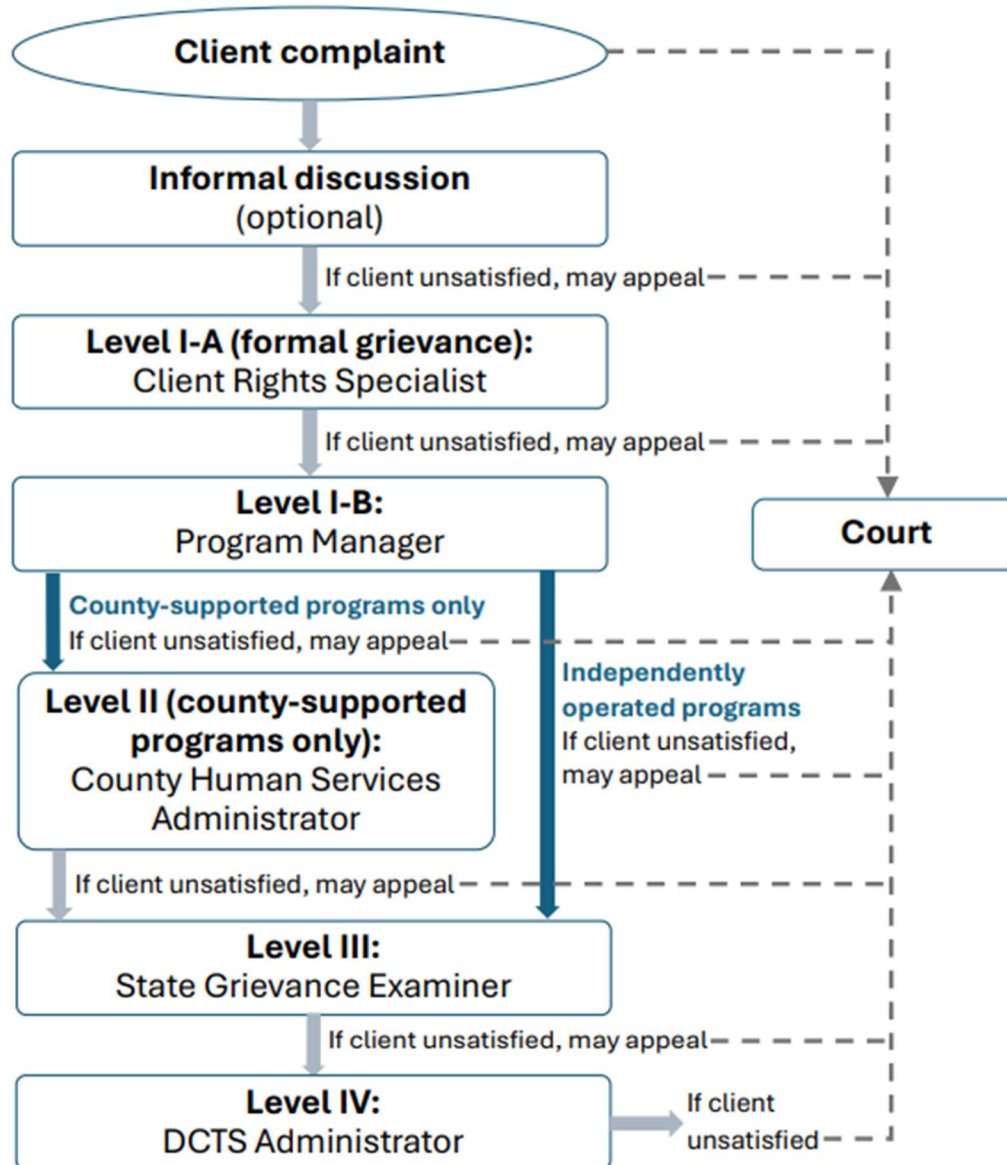 Client complaint
Informal discussion
(optional)
If client unsatisfied, may appeal
Level I-A (formal grievance):
Client Rights Specialist
If client unsatisfied, may appeal
Level I-B:
Program Manager
Court
County-supported programs only
If client unsatisfied, may appeal
Independently
operated programs
If client unsatisfied,
may appeal
Level II (county-supported
programs only):
County Human Services
Administrator
If client unsatisfied, may appeal
Level III:
State Grievance Examiner
If client unsatisfied, may appeal
Level IV:
DCTS Administrator
If client
unsatisfied